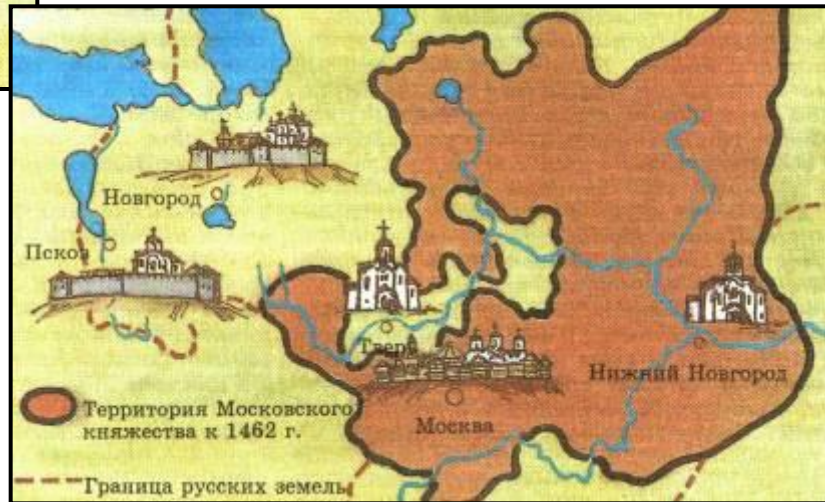 Новгород
Псков
Тверь
Нижний Новгород
Москва
Территория Московского
княжества к 1462 г.
Граница русских земель